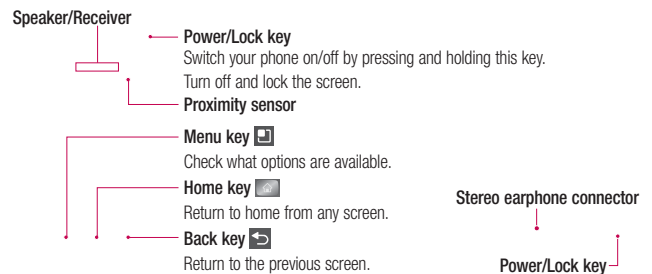 Speaker/Receiver
Power/Lock key
Switch your phone on/off by pressing and holding this key.
Turn off and lock the screen.
Proximity sensor
Menu key
Check what options are available.
Home key
Return to home from any screen.
Back key
Return to the previous screen.
Stereo earphone connector
Power/Lock key